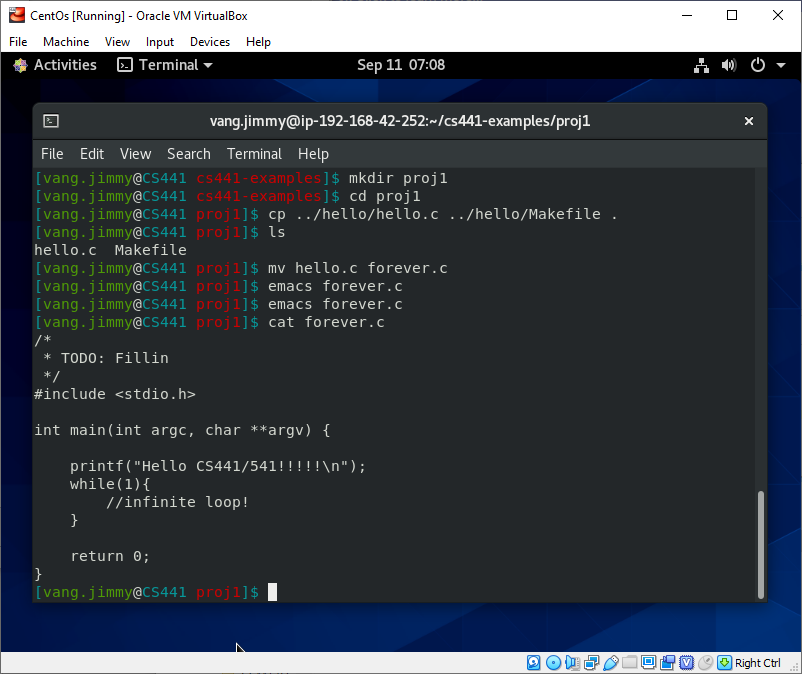 CentOs [Running] - Oracle VM VirtualBox
File Machine View Input Devices Help
Activities Terminal Sep 11 07:08
vang.jimmy@ip-192-168-42-252:~/cs441-examples/proj1
File Edit View Search Terminal Help
[vang.jimmy@CS441 cs441-examples]$ mkdir proj1
[vang.jimmy@CS441 cs441-examples]$ cd proj1
[vang.jimmy@CS441 proj1]$ cp ../hello/hello.c ../hello/Makefile .
[vang.jimmy@CS441 proj1]$ ls
hello.c  Makefile
[vang.jimmy@CS441 proj1]$ mv hello.c forever.c
[vang.jimmy@CS441 proj1]$ emacs forever.c
[vang.jimmy@CS441 proj1]$ emacs forever.c
[vang.jimmy@CS441 proj1]$ cat forever.c
/*
 * TODO: Fillin
 */
#include <stdio.h>
int main(int argc, char **argv) {
    printf("Hello CS441/541!!!!!\n");
    while(1){
        //infinite loop!
    }
    return 0;
}
[vang.jimmy@CS441 proj1]$
Right Ctrl